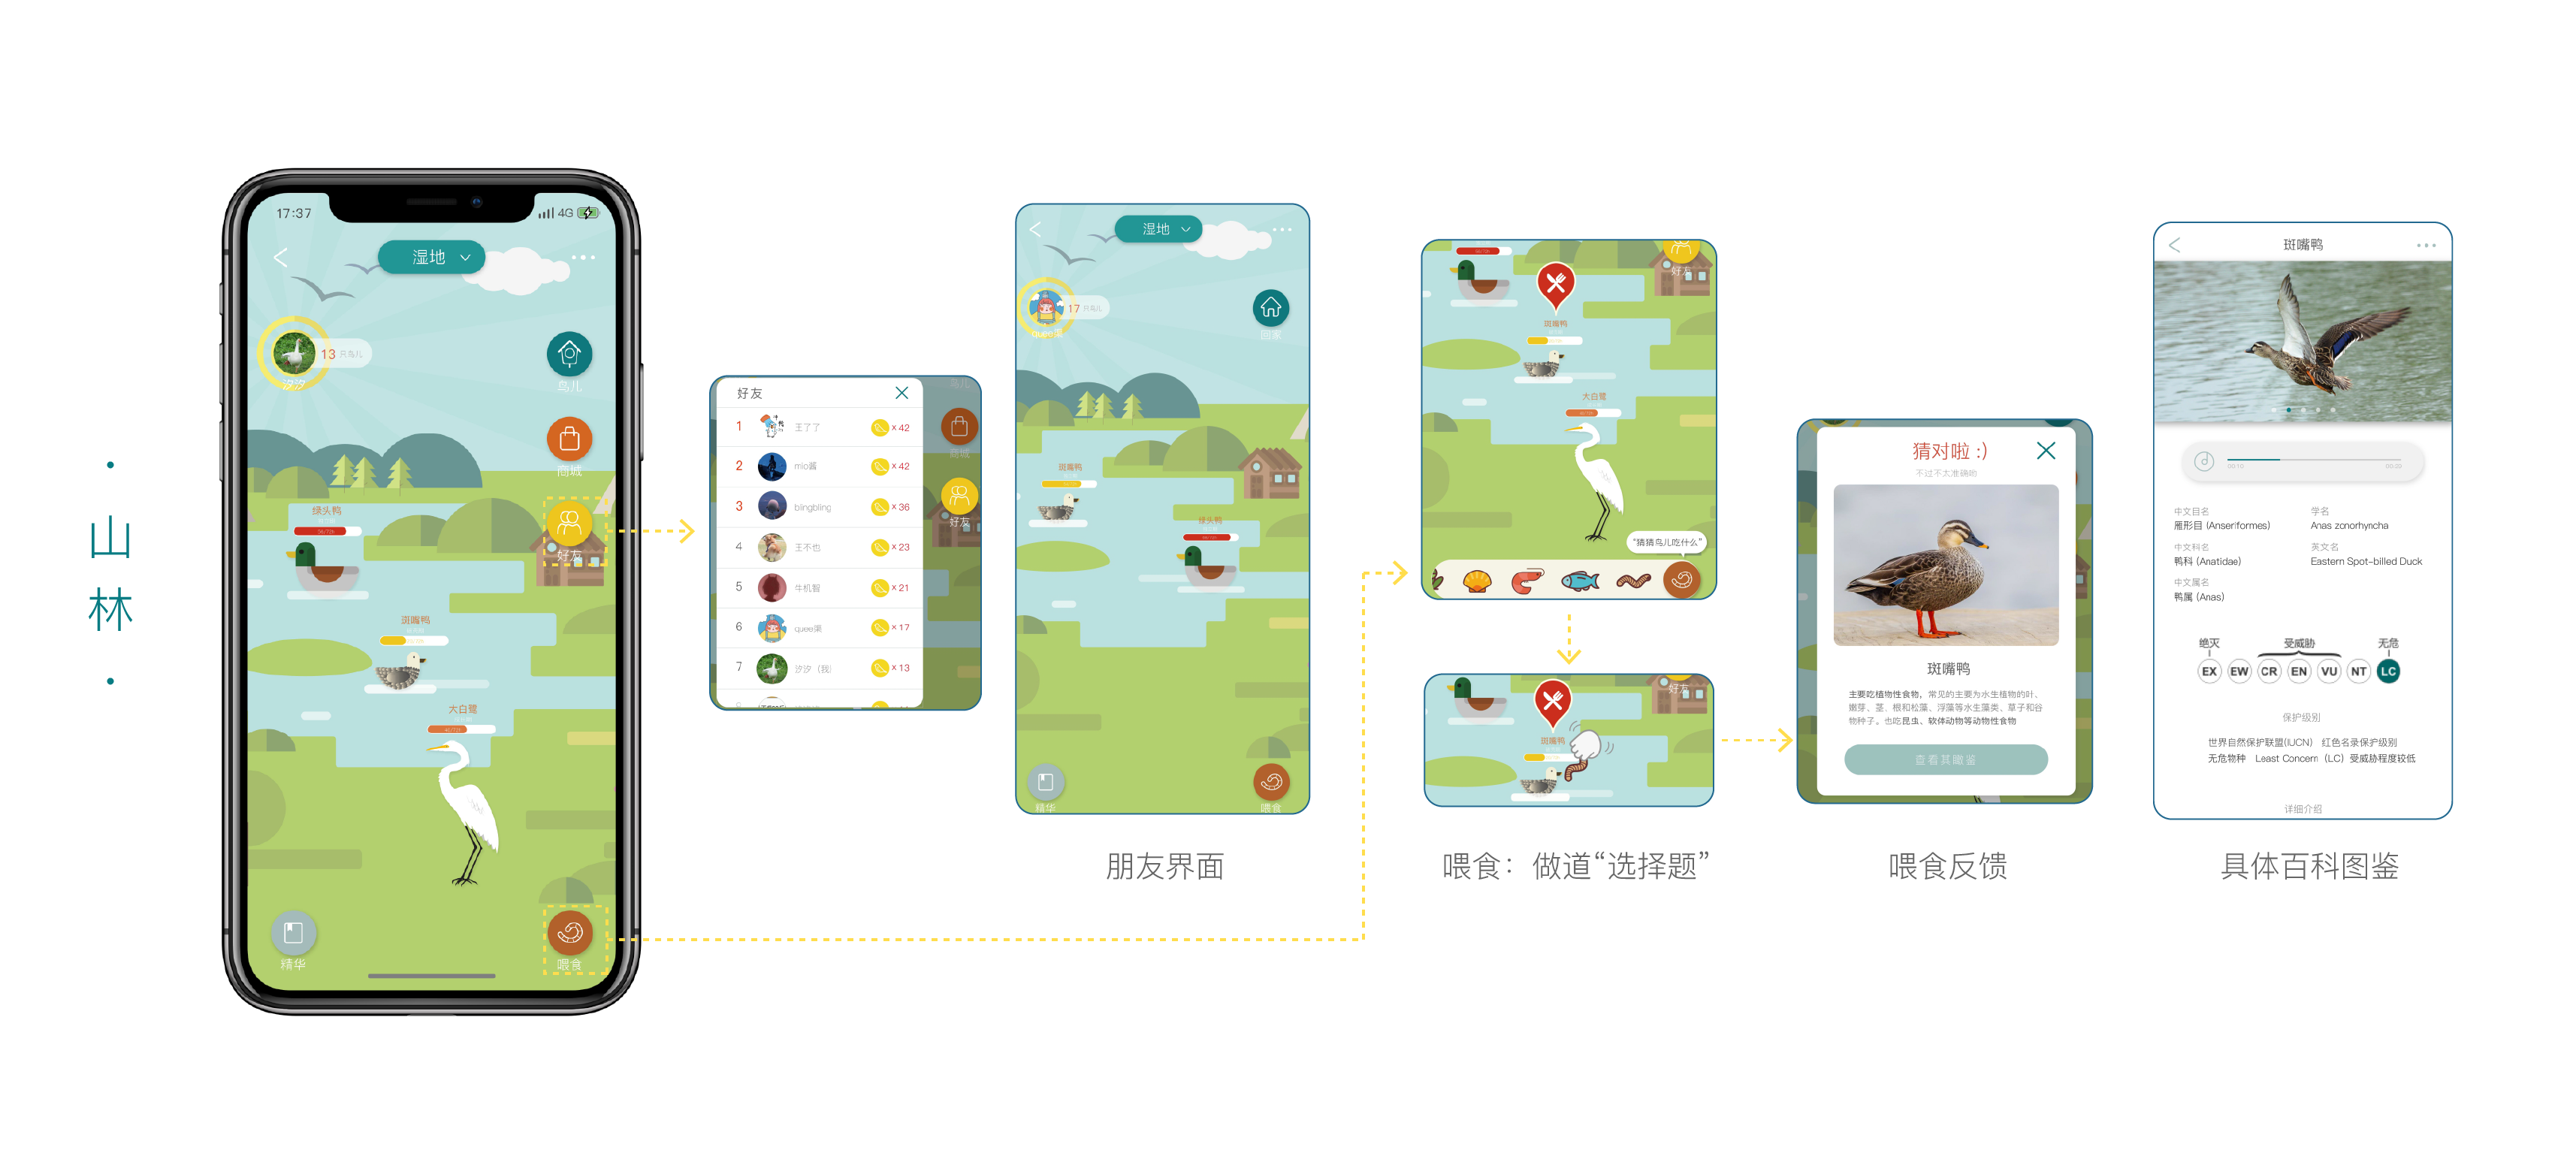 ·
山
林
·
17:37
4G
湿地
13 只鸟儿
汐汐
鸟儿
商城
好友
绿头鸭
斑嘴鸭
大白鹭
精华
喂食
好友
1 王了了 ×42
2 mio酱 ×42
3 blingbling ×36
4 王不也 ×23
5 牛机智 ×21
6 queee渠 ×17
7 汐汐（我） ×13
鸟儿
商城
好友
湿地
17 只鸟儿
回家
斑嘴鸭
绿头鸭
精华
喂食
朋友界面
好友
斑嘴鸭
大白鹭
“猜猜鸟儿吃什么”
好友
斑嘴鸭
喂食：做道“选择题”
猜对啦 :)
不过不太准确哟
斑嘴鸭
主要吃植物性食物，常见的主要为水生植物的叶、
嫩芽、茎、根和松藻、浮藻等水生藻类、草子和谷
物种子。也吃昆虫、软体动物等动物性食物
查看其瞰鉴
喂食反馈
斑嘴鸭
00:10 00:33
中文目名 学名
雁形目 (Anseriformes) Anas zonorhyncha
中文科名 英文名
鸭科 (Anatidae) Eastern Spot-billed Duck
中文属名
鸭属 (Anas)
绝灭 受威胁 无危
EX EW CR EN VU NT LC
保护级别
世界自然保护联盟(IUCN) 红色名录保护级别
无危物种 Least Concern (LC) 受威胁程度较低
详细介绍
具体百科图鉴